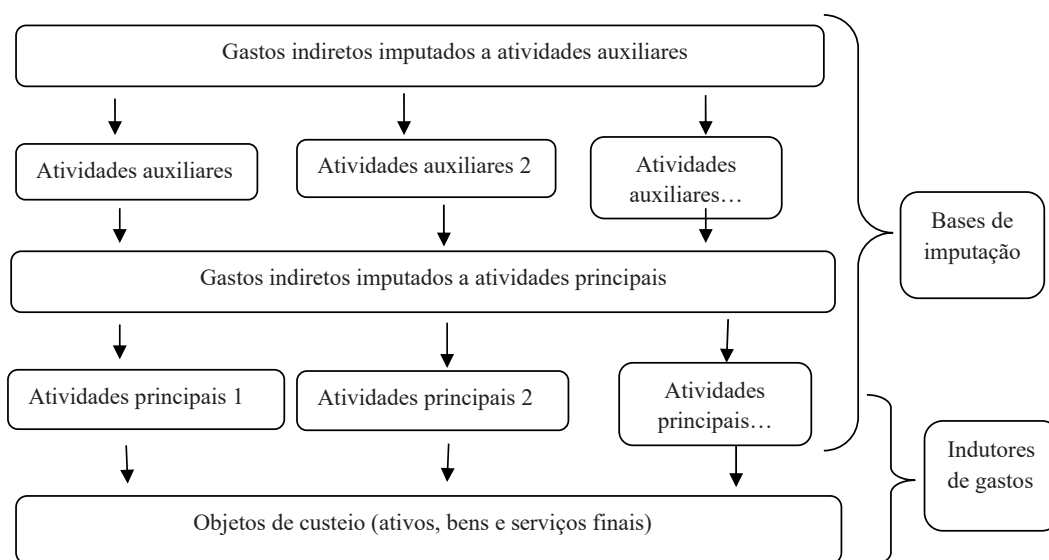 Gastos indiretos imputados a atividades auxiliares
Atividades auxiliares
Atividades auxiliares 2
Atividades
auxiliares…
Bases de
imputação
Gastos indiretos imputados a atividades principais
Atividades principais 1
Atividades principais 2
Atividades
principais…
Indutores
de gastos
Objetos de custeio (ativos, bens e serviços finais)